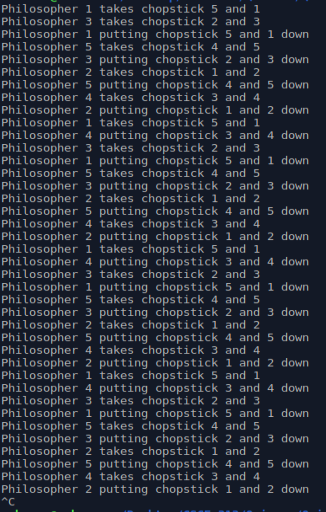 Philosopher 1 takes chopstick 5 and 1
Philosopher 3 takes chopstick 2 and 3
Philosopher 1 putting chopstick 5 and 1 down
Philosopher 5 takes chopstick 4 and 5
Philosopher 3 putting chopstick 2 and 3 down
Philosopher 2 takes chopstick 1 and 2
Philosopher 5 putting chopstick 4 and 5 down
Philosopher 4 takes chopstick 3 and 4
Philosopher 2 putting chopstick 1 and 2 down
Philosopher 1 takes chopstick 5 and 1
Philosopher 4 putting chopstick 3 and 4 down
Philosopher 3 takes chopstick 2 and 3
Philosopher 1 putting chopstick 5 and 1 down
Philosopher 5 takes chopstick 4 and 5
Philosopher 3 putting chopstick 2 and 3 down
Philosopher 2 takes chopstick 1 and 2
Philosopher 5 putting chopstick 4 and 5 down
Philosopher 4 takes chopstick 3 and 4
Philosopher 2 putting chopstick 1 and 2 down
Philosopher 1 takes chopstick 5 and 1
Philosopher 4 putting chopstick 3 and 4 down
Philosopher 3 takes chopstick 2 and 3
Philosopher 1 putting chopstick 5 and 1 down
Philosopher 5 takes chopstick 4 and 5
Philosopher 3 putting chopstick 2 and 3 down
Philosopher 2 takes chopstick 1 and 2
Philosopher 5 putting chopstick 4 and 5 down
Philosopher 4 takes chopstick 3 and 4
Philosopher 2 putting chopstick 1 and 2 down
Philosopher 1 takes chopstick 5 and 1
Philosopher 4 putting chopstick 3 and 4 down
Philosopher 3 takes chopstick 2 and 3
Philosopher 1 putting chopstick 5 and 1 down
Philosopher 5 takes chopstick 4 and 5
Philosopher 3 putting chopstick 2 and 3 down
Philosopher 2 takes chopstick 1 and 2
Philosopher 5 putting chopstick 4 and 5 down
Philosopher 4 takes chopstick 3 and 4
Philosopher 2 putting chopstick 1 and 2 down
^C